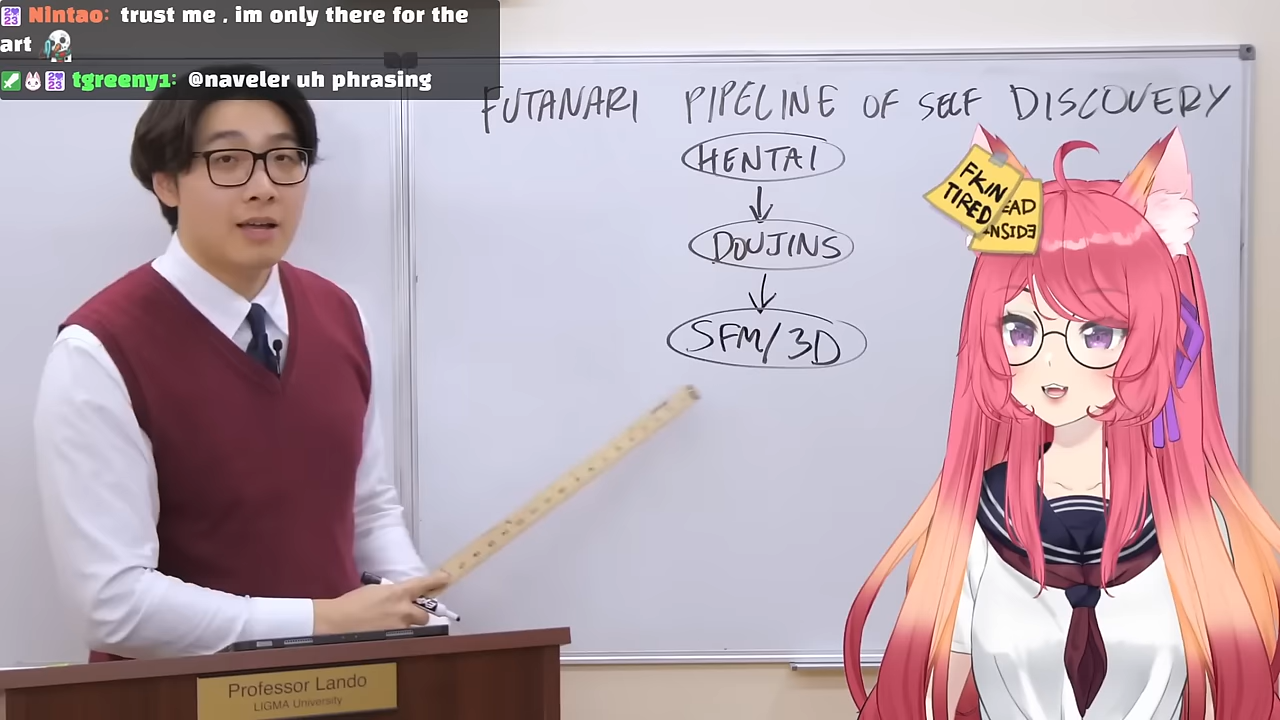 Nintao: trust me , im only there for the
art
tgreeny1: @naveler uh phrasing
FUTANARI PIPELINE OF SELF DISCOVERY
HENTAI
DOUJINS
SFM/3D
FKIN
TIRED
EAD
INSIDE
Professor Lando
LIGMA University